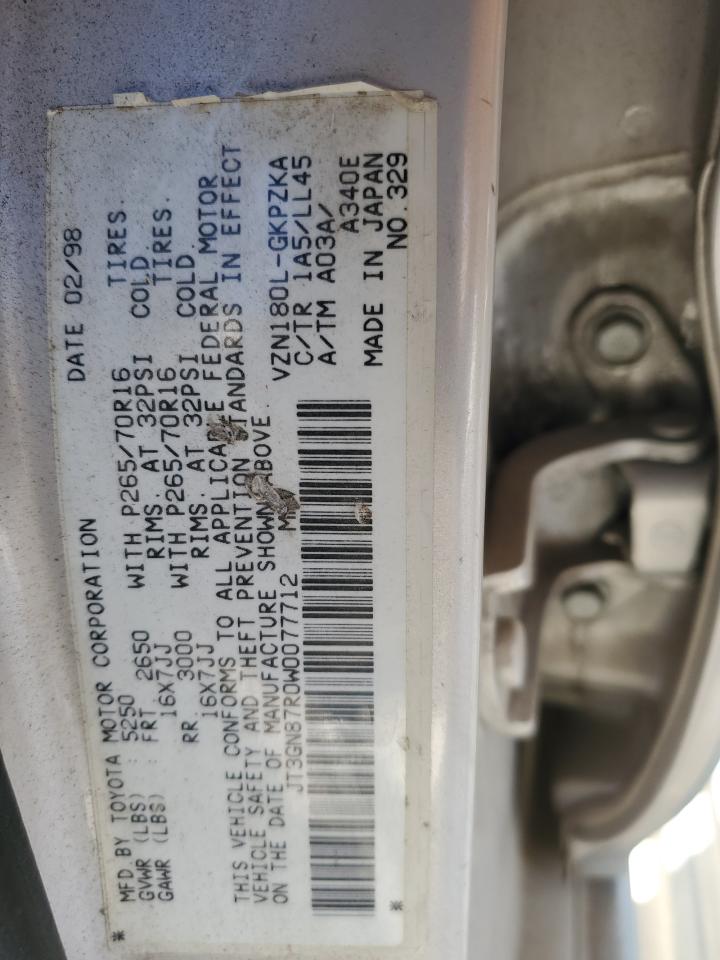 DATE 02/98
MFD. BY TOYOTA MOTOR CORPORATION
GVWR (LBS) : 5250
GAWR (LBS) : FRT. 2650 WITH P265/70R16 TIRES.
16X7JJ RIMS. AT 32PSI COLD.
RR. 3000 WITH P265/70R16 TIRES.
16X7JJ RIMS. AT 32PSI COLD.
THIS VEHICLE CONFORMS TO ALL APPLICABLE FEDERAL MOTOR
VEHICLE SAFETY AND THEFT PREVENTION STANDARDS IN EFFECT
ON THE DATE OF MANUFACTURE SHOWN ABOVE.
JT3GN87R0W0077712
VZN180L-GKPZKA
C/TR 1A5/LL45
A/TM A03A/
A340E
MADE IN JAPAN
* * NO.329